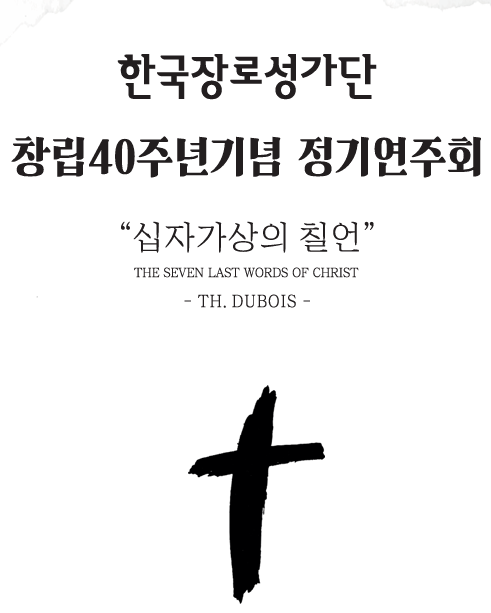 한국장로성가단
창립40주년기념 정기연주회
“십자가상의 칠언”
THE SEVEN LAST WORDS OF CHRIST
- TH. DUBOIS -